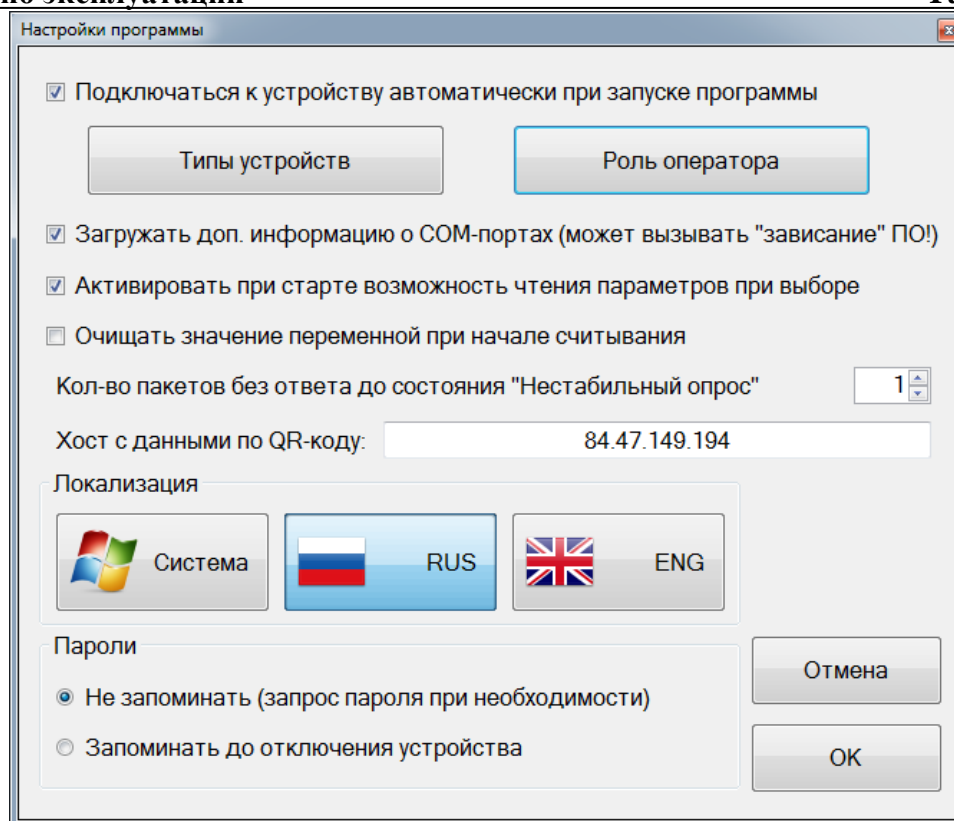 Настройки программы
Подключаться к устройству автоматически при запуске программы
Типы устройств
Роль оператора
Загружать доп. информацию о COM-портах (может вызывать "зависание" ПО!)
Активировать при старте возможность чтения параметров при выборе
Очищать значение переменной при начале считывания
Кол-во пакетов без ответа до состояния "Нестабильный опрос"
1
Хост с данными по QR-коду:
84.47.149.194
Локализация
Система
RUS
ENG
Пароли
Не запоминать (запрос пароля при необходимости)
Запоминать до отключения устройства
Отмена
OK